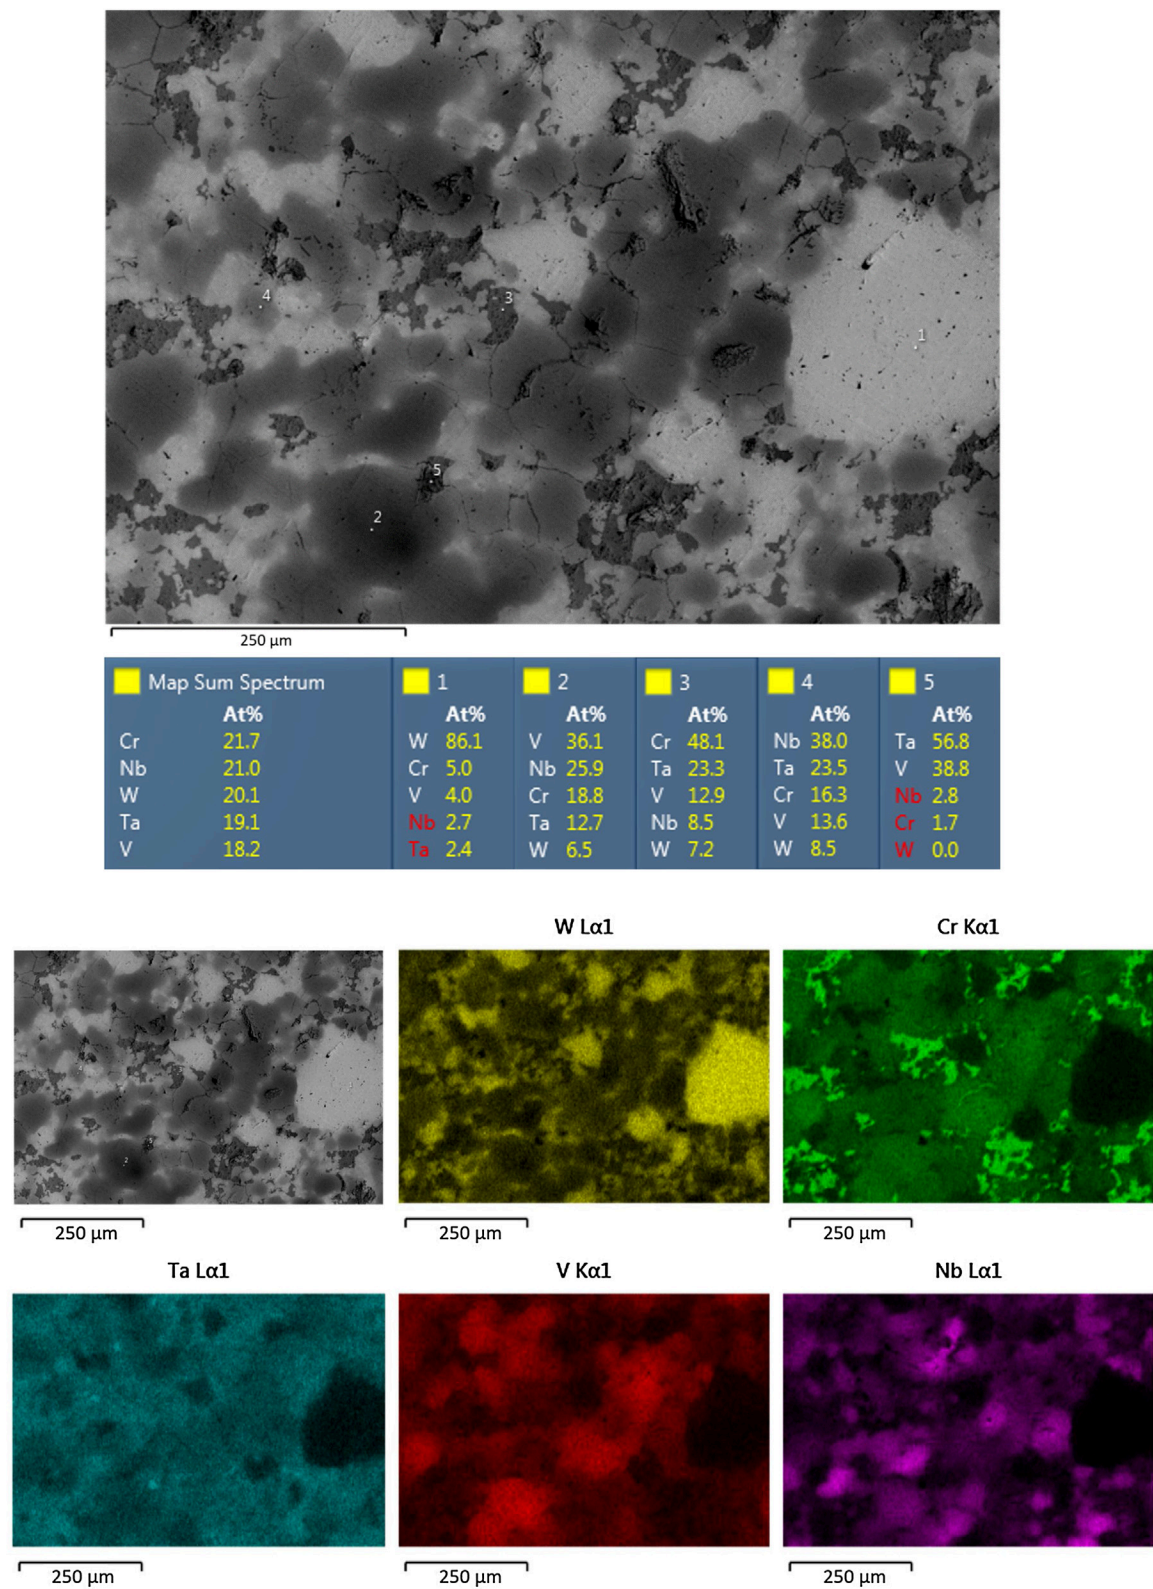 4
3
1
5
2
250 µm
Map Sum Spectrum 1 2 3 4 5
At% At% At% At% At% At%
Cr 21.7 W 86.1 V 36.1 Cr 48.1 Nb 38.0 Ta 56.8
Nb 21.0 Cr 5.0 Nb 25.9 Ta 23.3 Ta 23.5 V 38.8
W 20.1 V 4.0 Cr 18.8 V 12.9 Cr 16.3 Nb 2.8
Ta 19.1 Nb 2.7 Ta 12.7 Nb 8.5 V 13.6 Cr 1.7
V 18.2 Ta 2.4 W 6.5 W 7.2 W 8.5 W 0.0
W Lα1 Cr Kα1
250 µm 250 µm 250 µm
Ta Lα1 V Kα1 Nb Lα1
250 µm 250 µm 250 µm